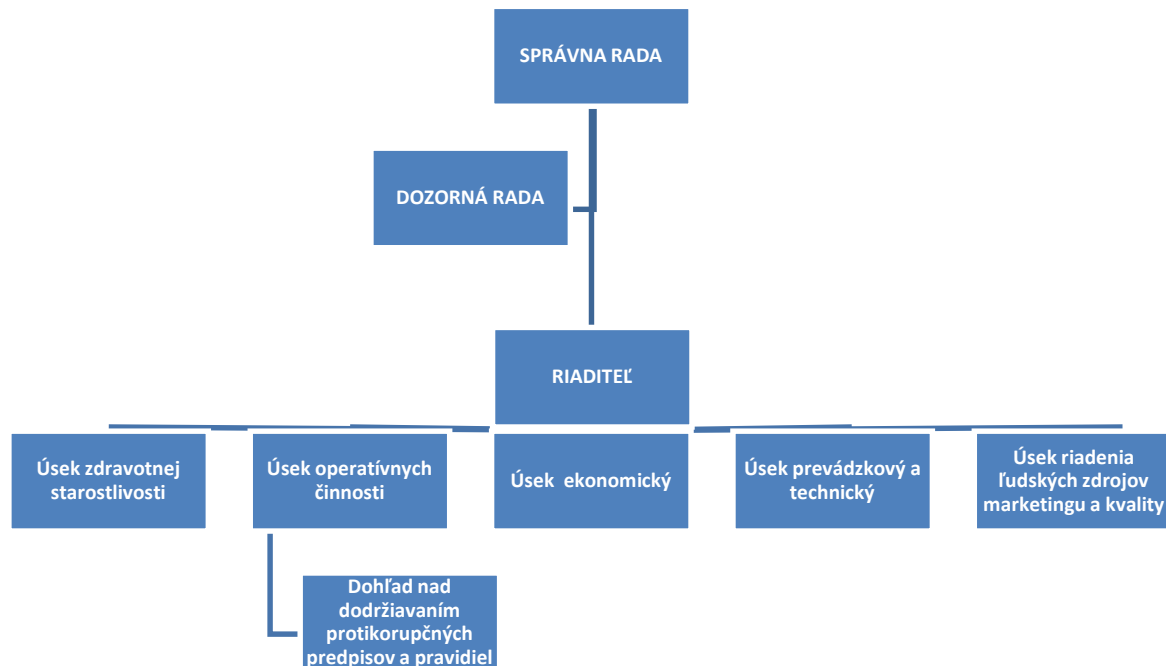 SPRÁVNA RADA
DOZORNÁ RADA
RIADITEĽ
Úsek zdravotnej
starostlivosti
Úsek operatívnych
činnosti
Úsek  ekonomický
Úsek prevádzkový a
technický
Úsek riadenia
ľudských zdrojov
marketingu a kvality
Dohľad nad
dodržiavaním
protikorupčných
predpisov a pravidiel